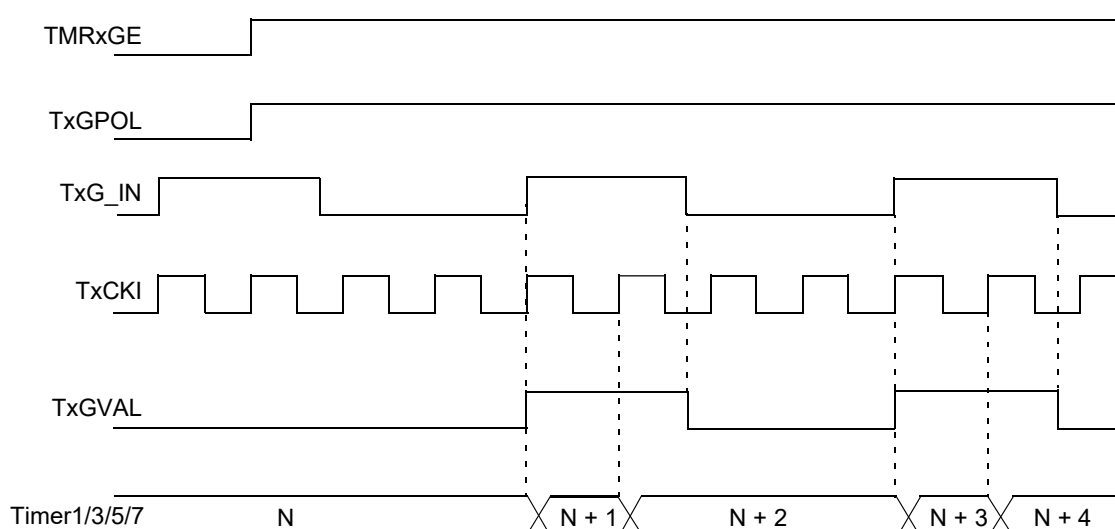 TMRxGE
TxGPOL
TxG_IN
TxCKI
TxGVAL
Timer1/3/5/7 N N + 1 N + 2 N + 3 N + 4